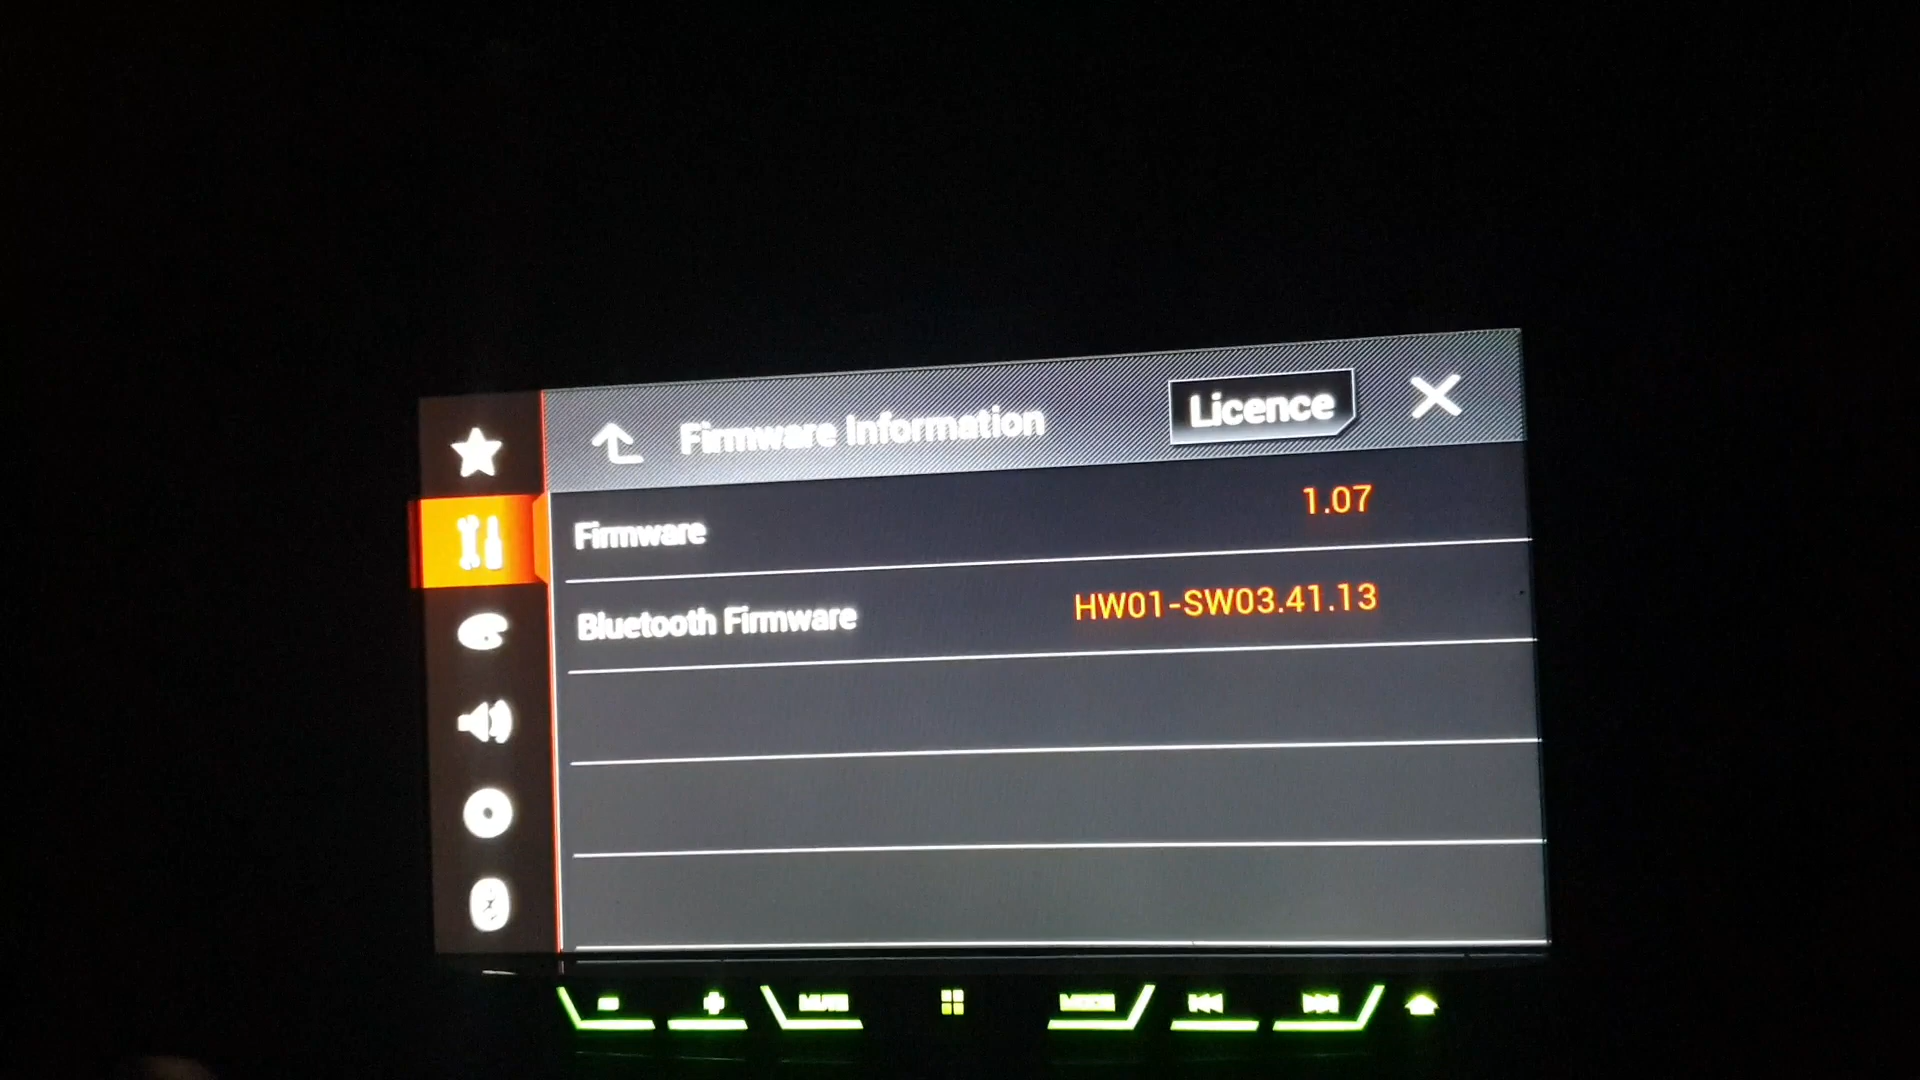 Firmware Information
Licence
Firmware 1.07
Bluetooth Firmware HW01-SW03.41.13
MUTE
MODE